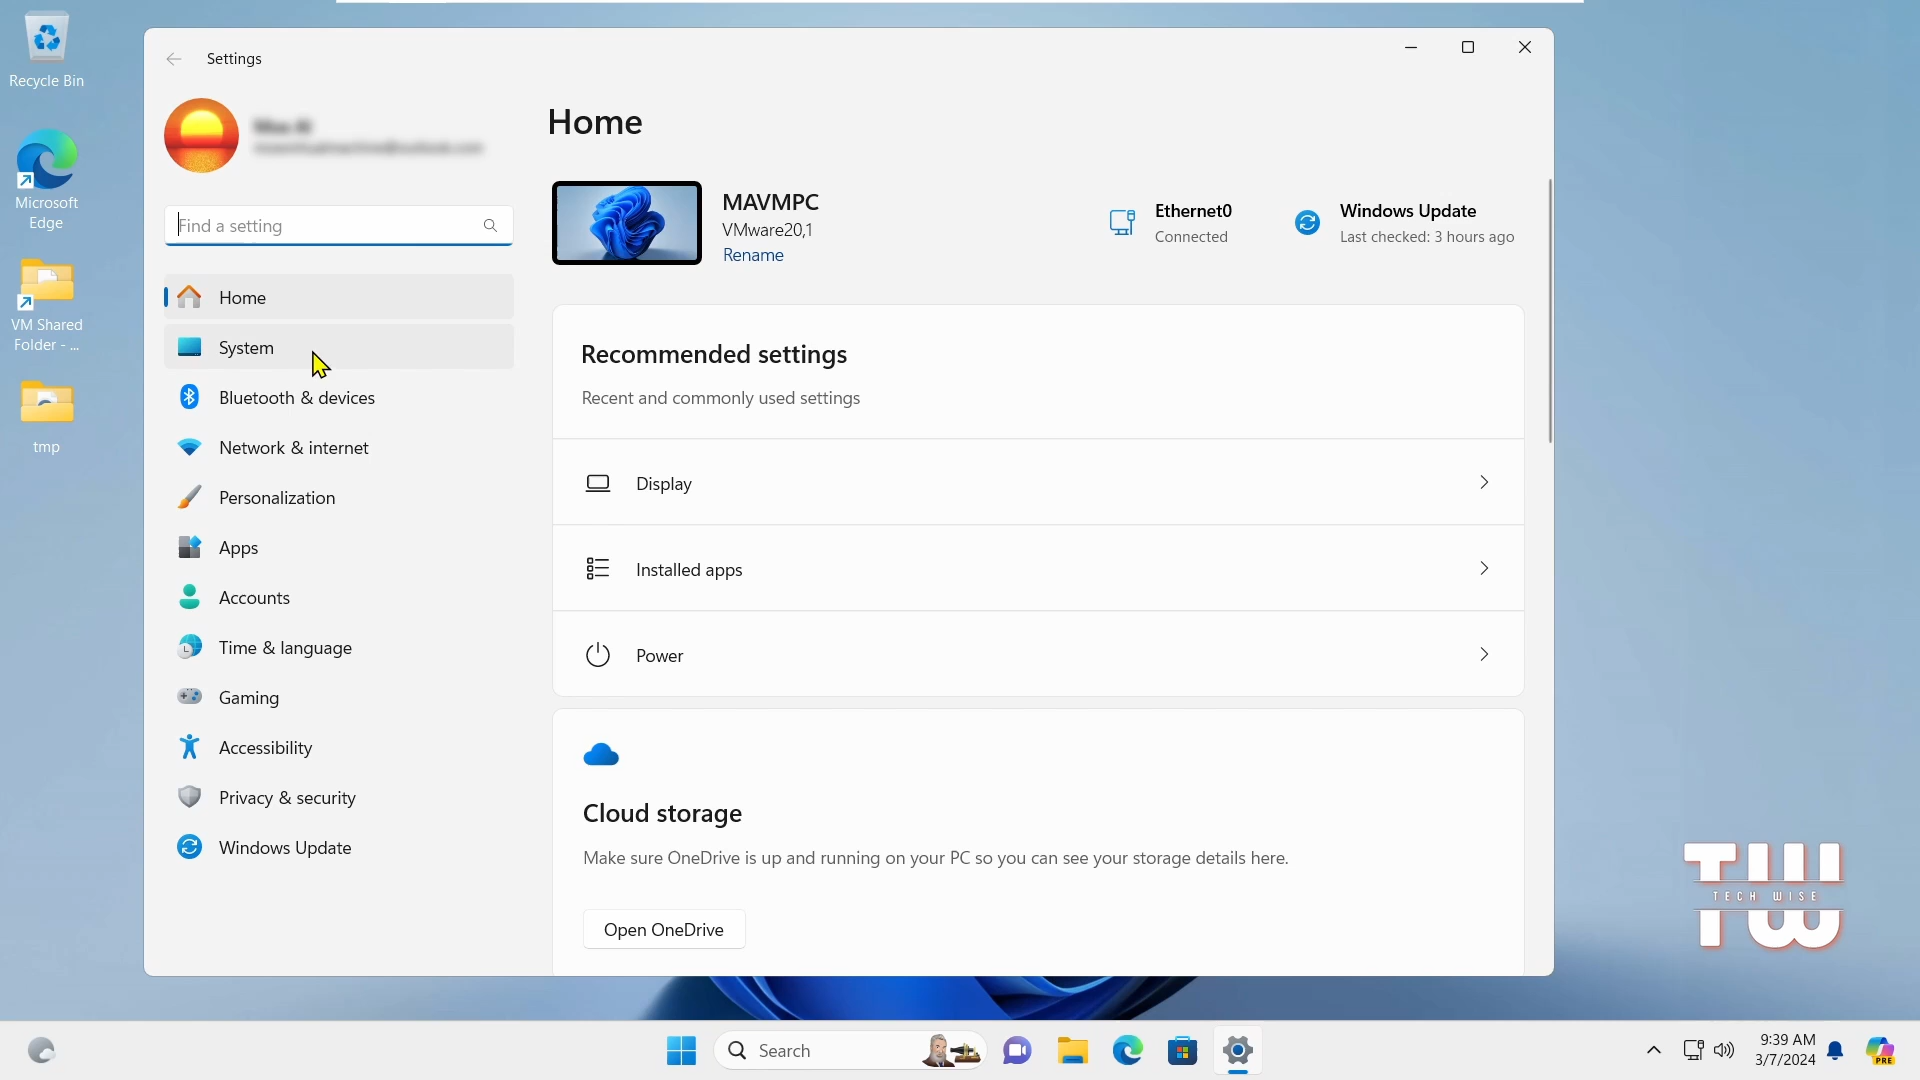 Recycle Bin
Microsoft
Edge
VM Shared
Folder - ...
tmp
Settings
Find a setting
Home
System
Bluetooth & devices
Network & internet
Personalization
Apps
Accounts
Time & language
Gaming
Accessibility
Privacy & security
Windows Update
Home
MAVMPC
VMware20,1
Rename
Ethernet0
Connected
Windows Update
Last checked: 3 hours ago
Recommended settings
Recent and commonly used settings
Display
Installed apps
Power
Cloud storage
Make sure OneDrive is up and running on your PC so you can see your storage details here.
Open OneDrive
TW
TECH WISE
Search
9:39 AM
3/7/2024
PRE